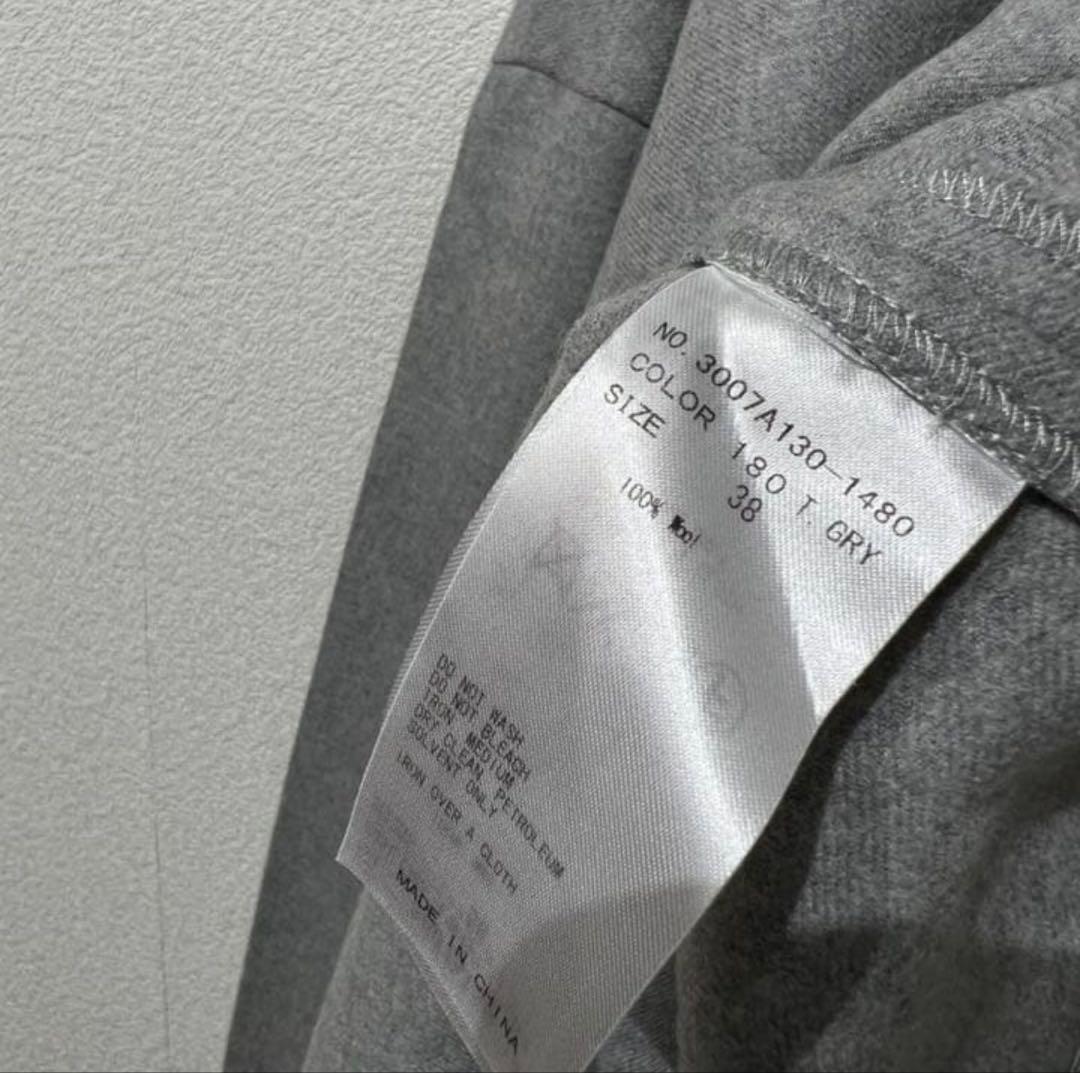 NO. 3007A130-1480
COLOR 180 T. GRY
SIZE 38
100% Wool
DO NOT WASH.
DO NOT BLEACH
IRON MEDIUM
DRY CLEAN, PETROLEUM
SOLVENT ONLY
IRON OVER A CLOTH
MADE IN CHINA